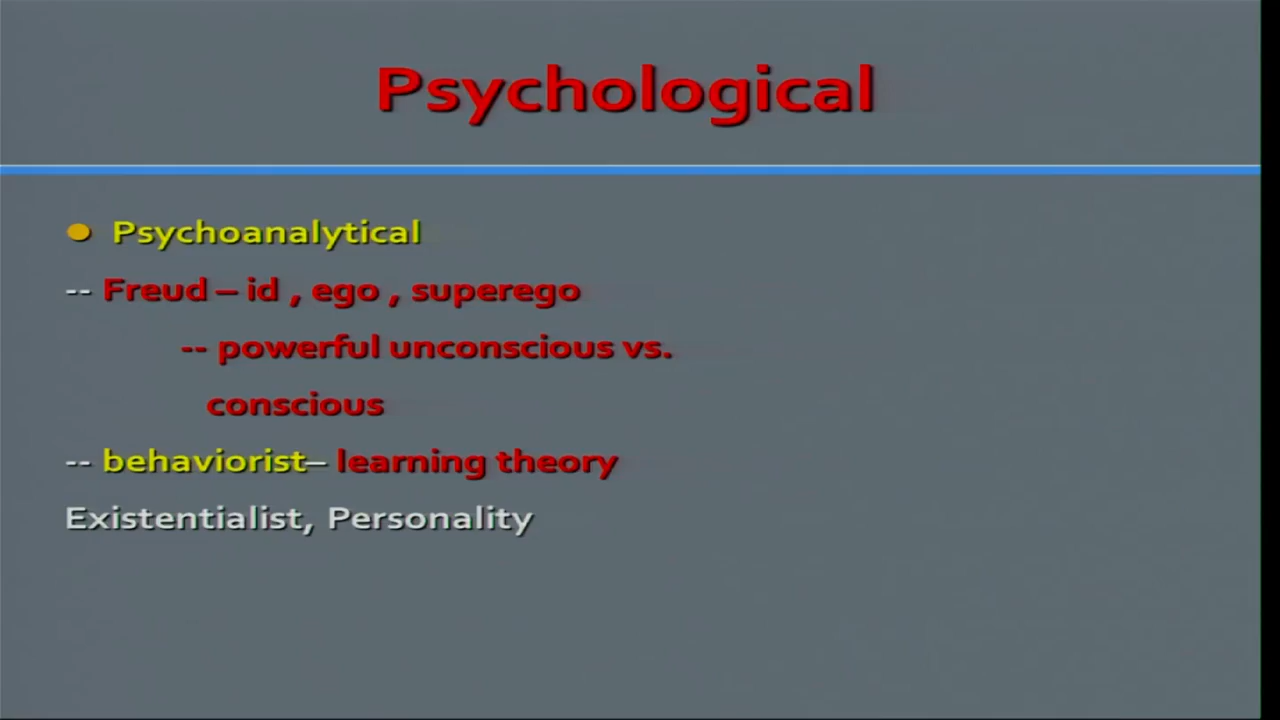 Psychological
● Psychoanalytical
-- Freud – id , ego , superego
-- powerful unconscious vs.
conscious
-- behaviorist– learning theory
Existentialist, Personality